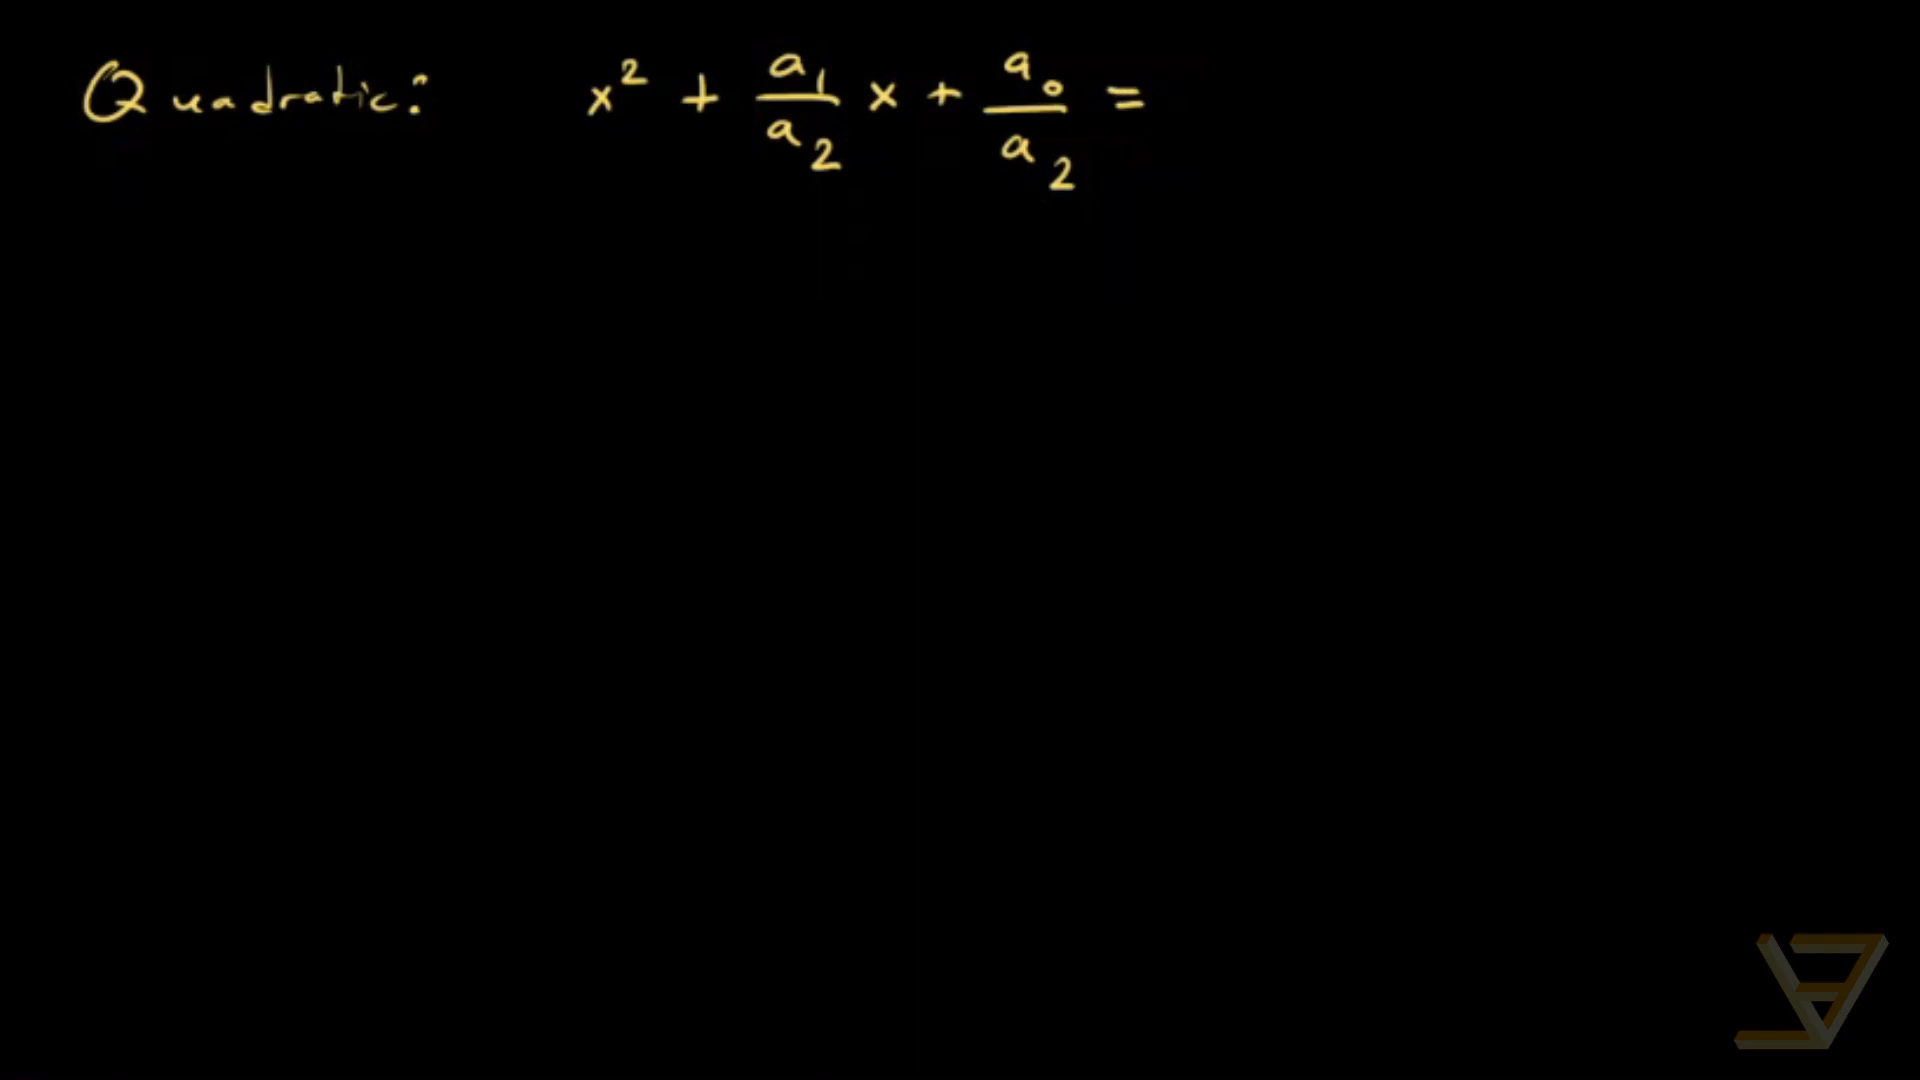 Quadratic: x² + a₁/a₂ x + a₀/a₂ =